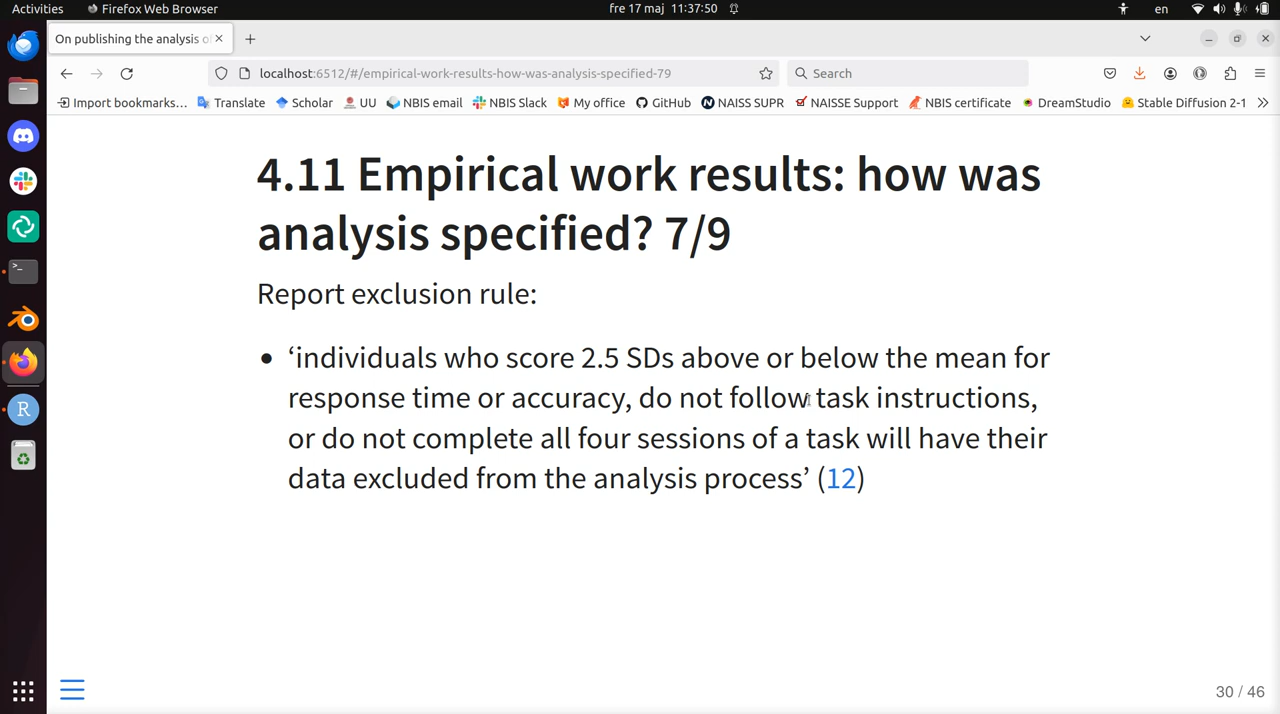 Activities Firefox Web Browser fre 17 maj 11:37:50 en
On publishing the analysis o
localhost:6512/#/empirical-work-results-how-was-analysis-specified-79 Search
Import bookmarks... Translate Scholar UU NBIS email NBIS Slack My office GitHub NAISS SUPR NAISSE Support NBIS certificate DreamStudio Stable Diffusion 2-1
4.11 Empirical work results: how was
analysis specified? 7/9
Report exclusion rule:
• ‘individuals who score 2.5 SDs above or below the mean for
response time or accuracy, do not follow task instructions,
or do not complete all four sessions of a task will have their
data excluded from the analysis process’ (12)
30 / 46